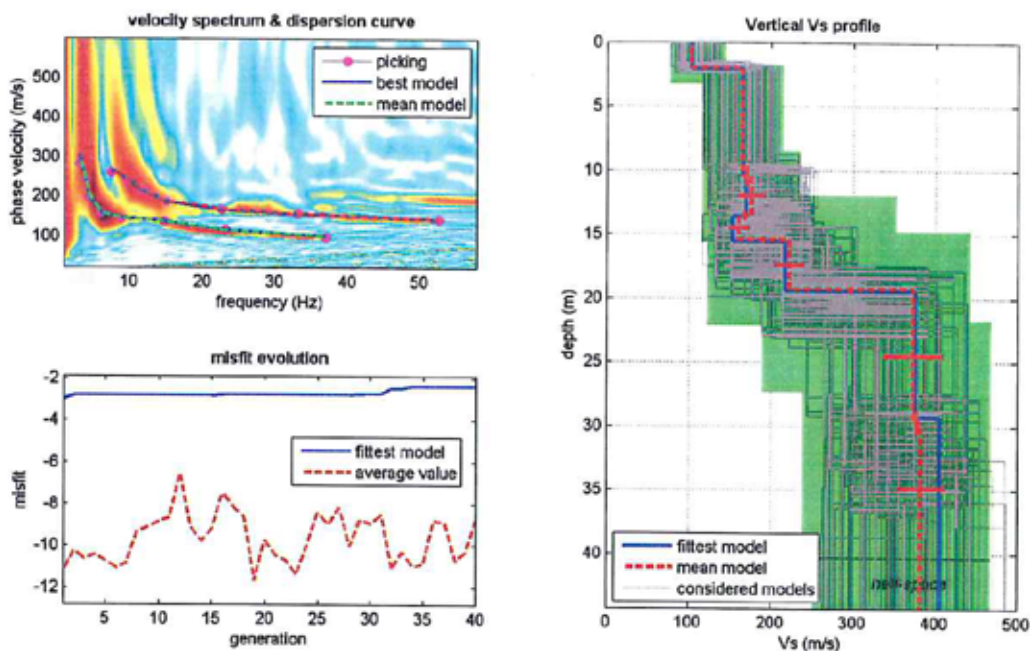 velocity spectrum & dispersion curve
phase velocity (m/s)
500
400
300
200
100
picking
best model
mean model
10
20
30
40
50
frequency (Hz)
misfit evolution
misfit
-2
-4
-6
-8
-10
-12
fittest model
average value
5
10
15
20
25
30
35
40
generation
Vertical Vs profile
depth (m)
0
5
10
15
20
25
30
35
40
fittest model
mean model
considered models
half-space
0
100
200
300
400
500
Vs (m/s)